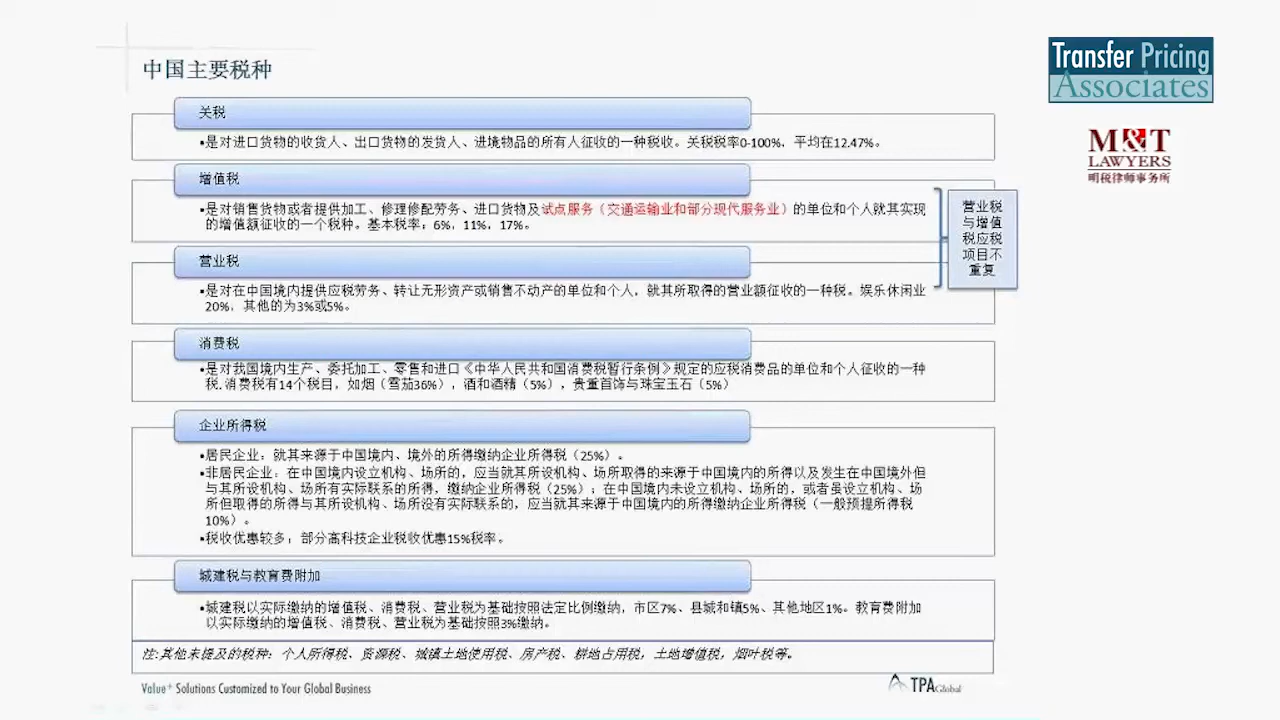 中国主要税种
Transfer Pricing
Associates
M&T
LAWYERS
明税律师事务所
关税
▪是对进口货物的收货人、出口货物的发货人、进境物品的所有人征收的一种税收。关税税率0-100%，平均在12.47%。
增值税
▪是对销售货物或者提供加工、修理修配劳务、进口货物及试点服务（交通运输业和部分现代服务业）的单位和个人就其实现
的增值额征收的一个税种。基本税率：6%，11%，17%。
营业税
与增值
税应税
项目不
重复
营业税
▪是对在中国境内提供应税劳务、转让无形资产或销售不动产的单位和个人，就其所取得的营业额征收的一种税。娱乐休闲业
20%，其他的为3%或5%。
消费税
▪是对我国境内生产、委托加工、零售和进口《中华人民共和国消费税暂行条例》规定的应税消费品的单位和个人征收的一种
税.消费税有14个税目，如烟（雪茄36%），酒和酒精（5%），贵重首饰与珠宝玉石（5%）
企业所得税
▪居民企业：就其来源于中国境内、境外的所得缴纳企业所得税（25%）。
▪非居民企业：在中国境内设立机构、场所的，应当就其所设机构、场所取得的来源于中国境内的所得以及发生在中国境外但
与其所设机构、场所有实际联系的所得，缴纳企业所得税（25%）；在中国境内未设立机构、场所的，或者虽设立机构、场
所但取得的所得与其所设机构、场所没有实际联系的，应当就其来源于中国境内的所得缴纳企业所得税（一般预提所得税
10%）。
▪税收优惠较多：部分高科技企业税收优惠15%税率。
城建税与教育费附加
▪城建税以实际缴纳的增值税、消费税、营业税为基础按照法定比例缴纳，市区7%、县城和镇5%、其他地区1%。教育费附加
以实际缴纳的增值税、消费税、营业税为基础按照3%缴纳。
注:其他未提及的税种：个人所得税、资源税、城镇土地使用税、房产税、耕地占用税，土地增值税，烟叶税等。
Value+ Solutions Customized to Your Global Business
TPA Global